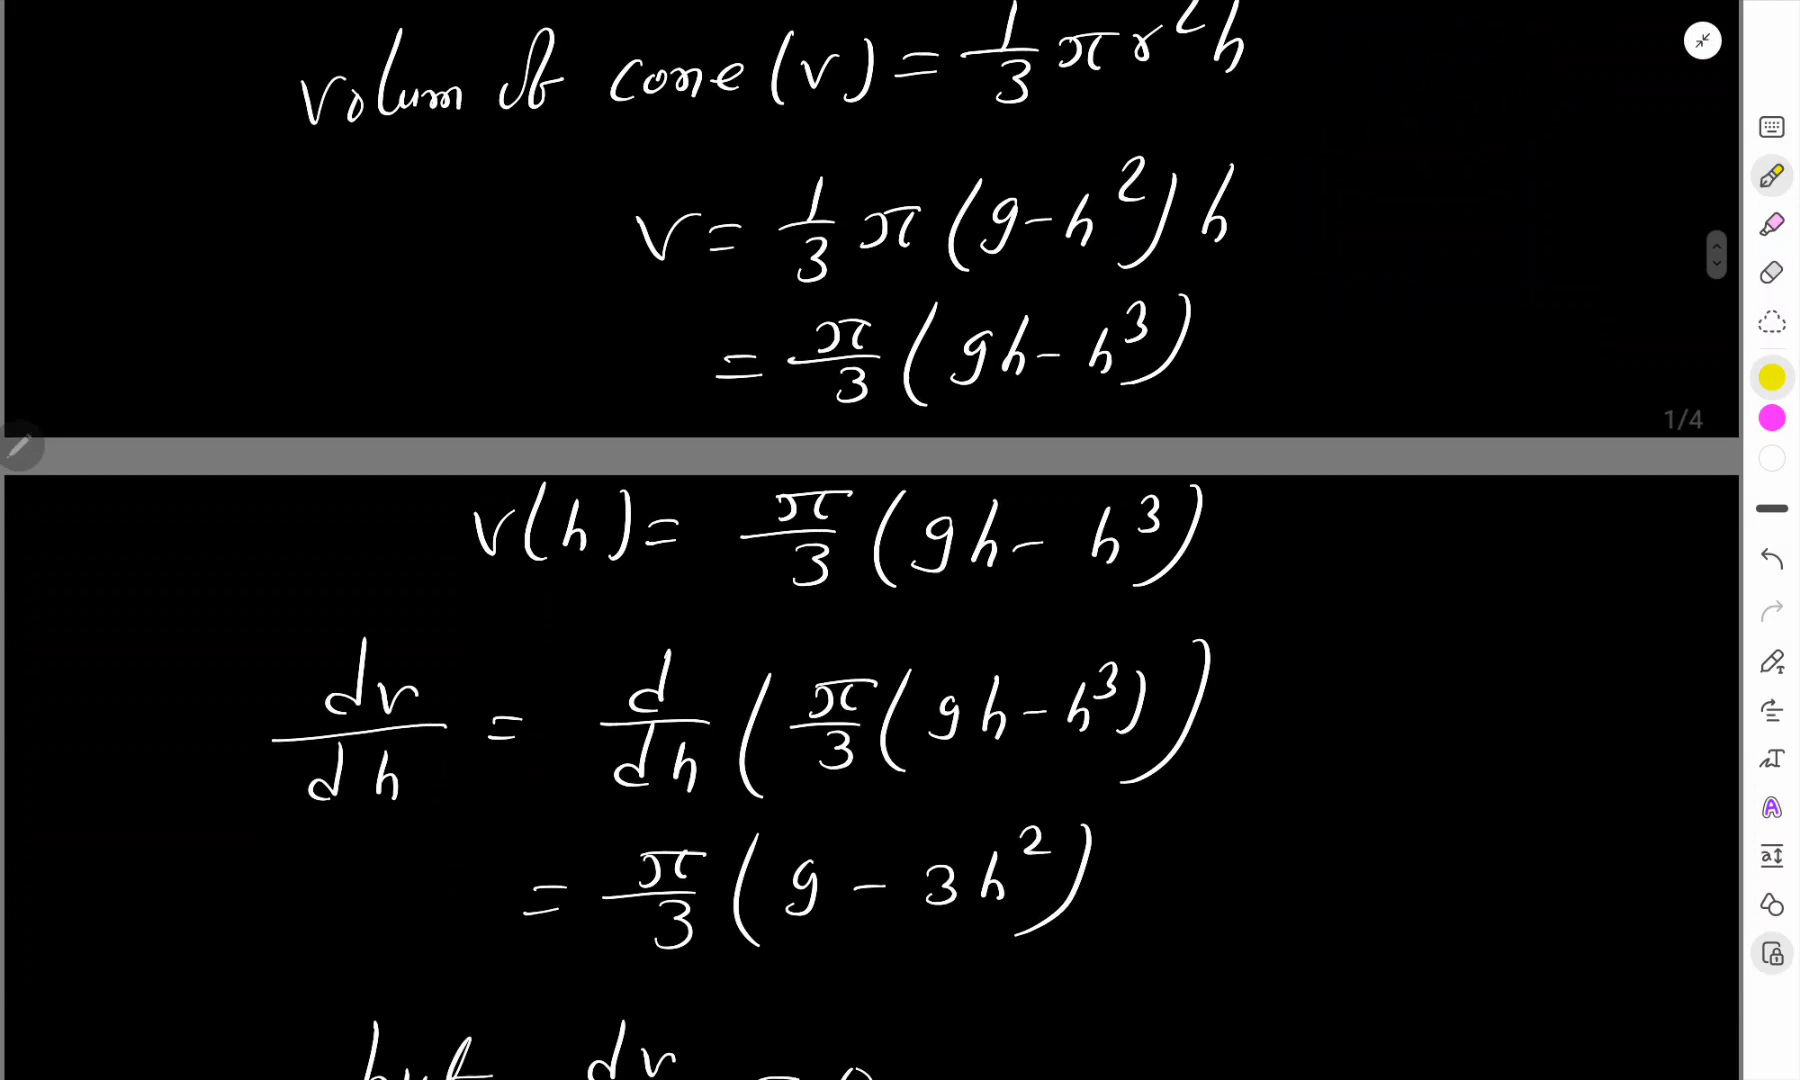 volum of cone (v) = 1/3 πr²h
v = 1/3 π (9-h²) h
= π/3 (9h-h³)
1/4
v(h) = π/3 (9h-h³)
dv/dh = d/dh (π/3 (9h-h³))
= π/3 (9-3h²)
dv